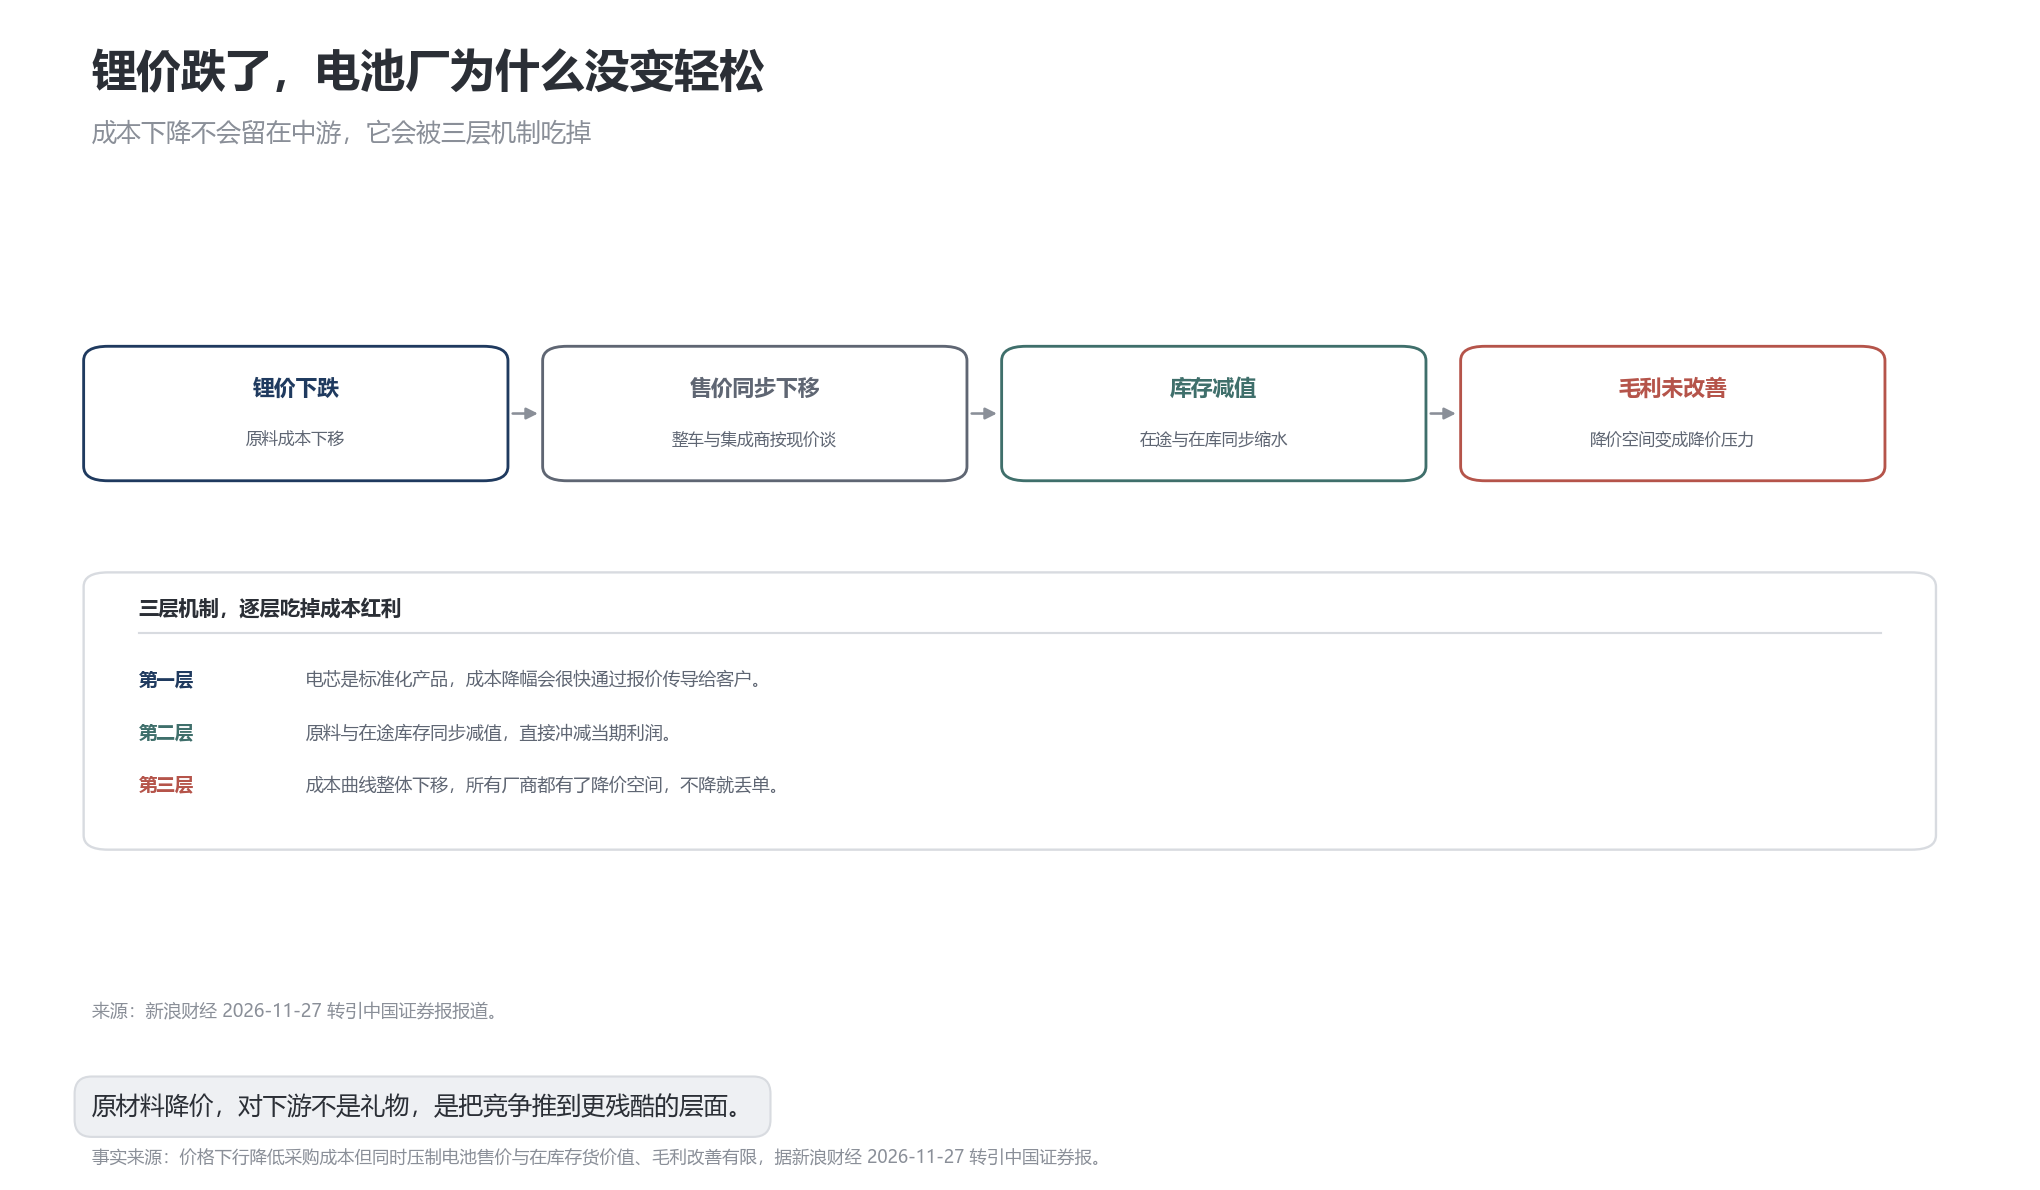 锂价跌了，电池厂为什么没变轻松
成本下降不会留在中游，它会被三层机制吃掉
锂价下跌
原料成本下移
售价同步下移
整车与集成商按现价谈
库存减值
在途与在库同步缩水
毛利未改善
降价空间变成降价压力
三层机制，逐层吃掉成本红利
第一层 电芯是标准化产品，成本降幅会很快通过报价传导给客户。
第二层 原料与在途库存同步减值，直接冲减当期利润。
第三层 成本曲线整体下移，所有厂商都有了降价空间，不降就丢单。
来源：新浪财经 2026-11-27 转引中国证券报报道。
原材料降价，对下游不是礼物，是把竞争推到更残酷的层面。
事实来源：价格下行降低采购成本但同时压制电池售价与在库存货价值、毛利改善有限，据新浪财经 2026-11-27 转引中国证券报。